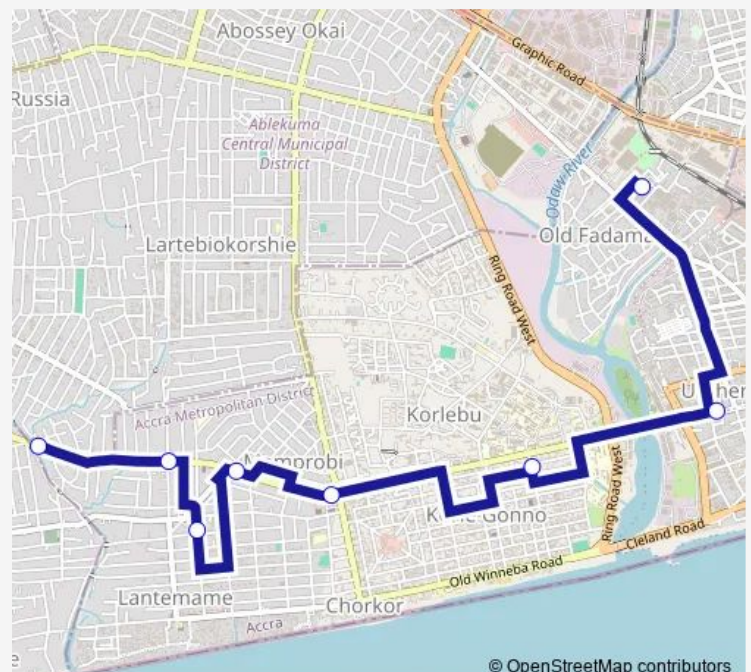 Abossey Okai
Graphic Road
Russia
Ablekuma
Central Municipal
District
Odaw River
Lartebiokorshie
Old Fadama
Ring Road West
Accra Metropolitan District
Korlebu
Mamprobi
Korle Gonno
Ring Road West
Cleland Road
Old Winneba Road
Lantemame
Chorkor
Accra
© OpenStreetMap contributors